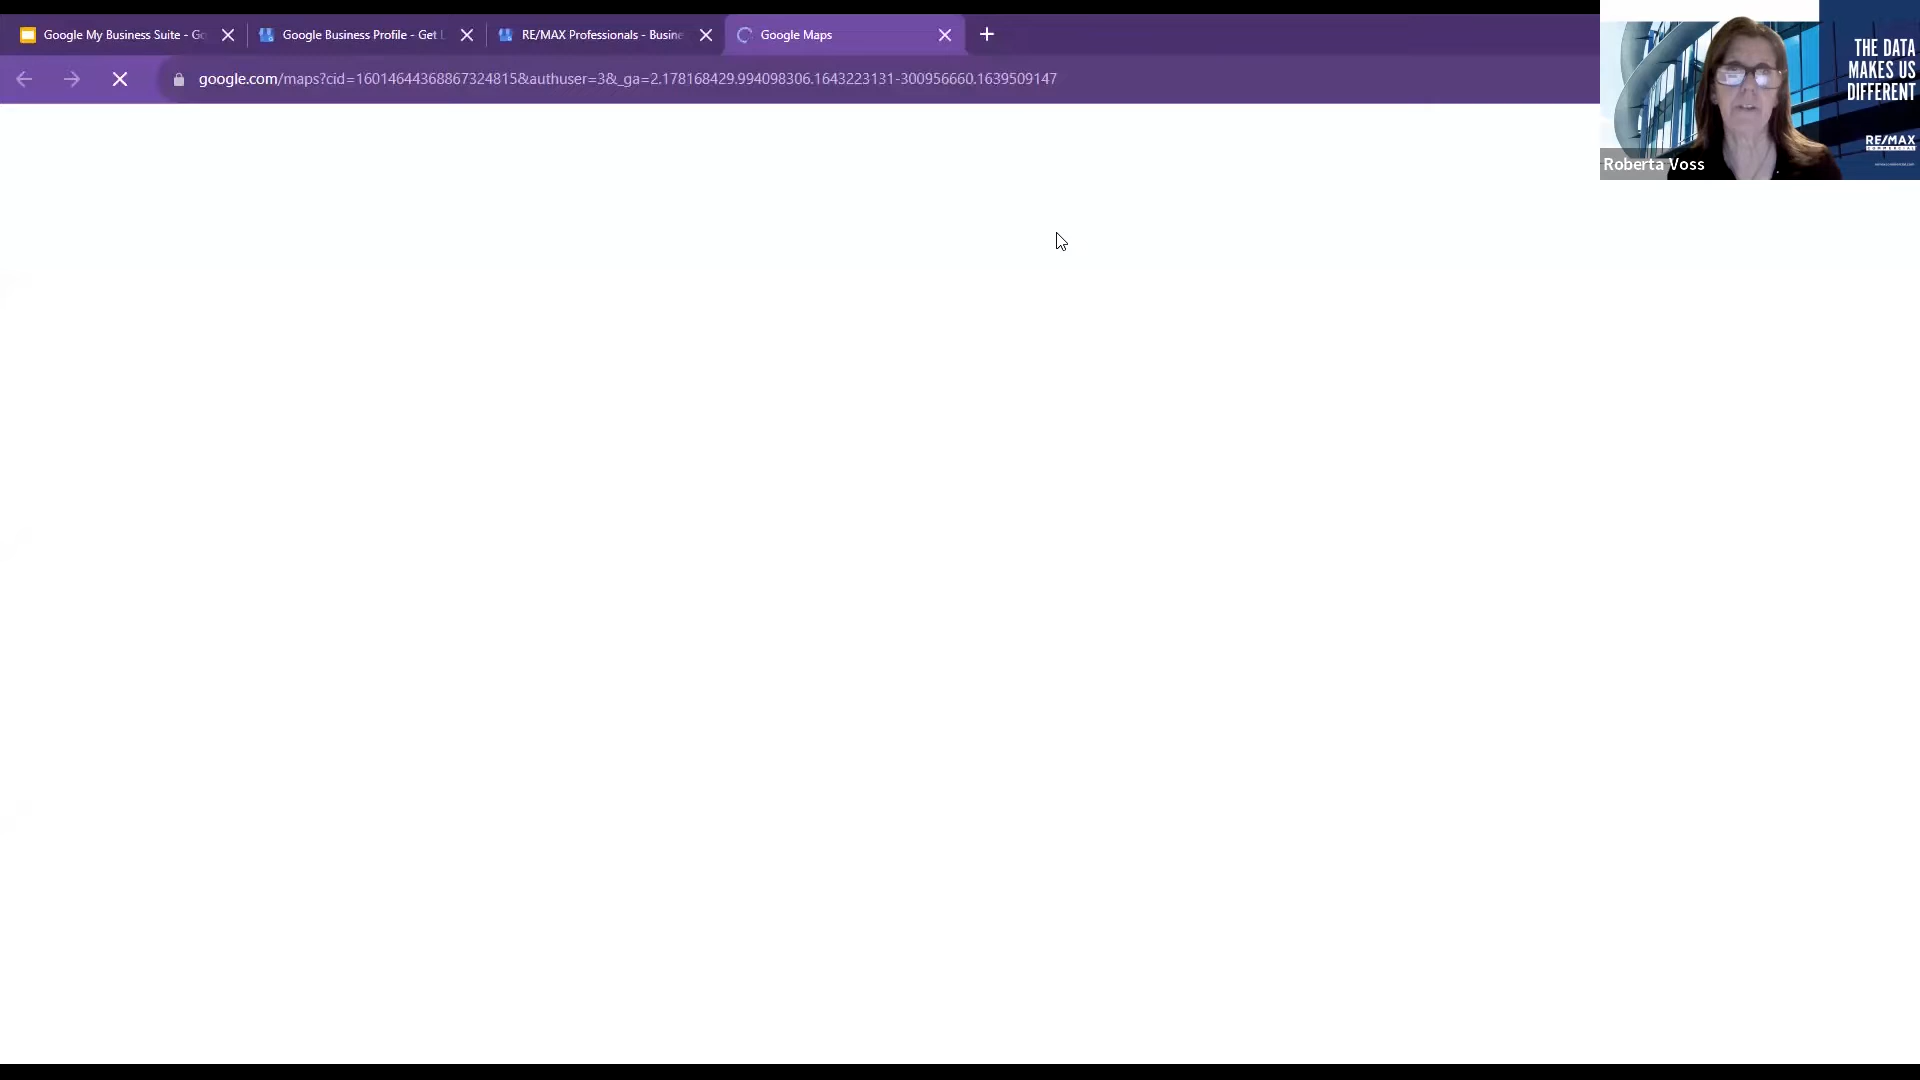 Google My Business Suite - Go
Google Business Profile - Get L
RE/MAX Professionals - Busine
Google Maps
google.com/maps?cid=16014644368867324815&authuser=3&_ga=2.178168429.994098306.1643223131-300956660.1639509147
THE DATA
MAKES US
DIFFERENT
RE/MAX
COMMERCIAL
Roberta Voss